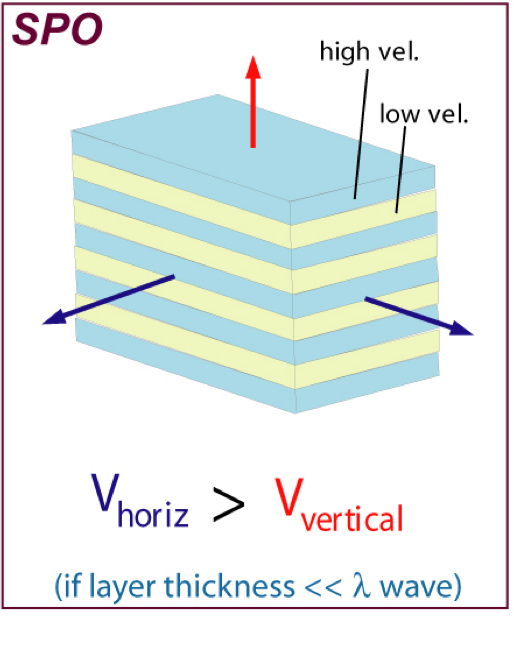 SPO
high vel.
low vel.
Vhoriz > Vvertical
(if layer thickness << λ wave)